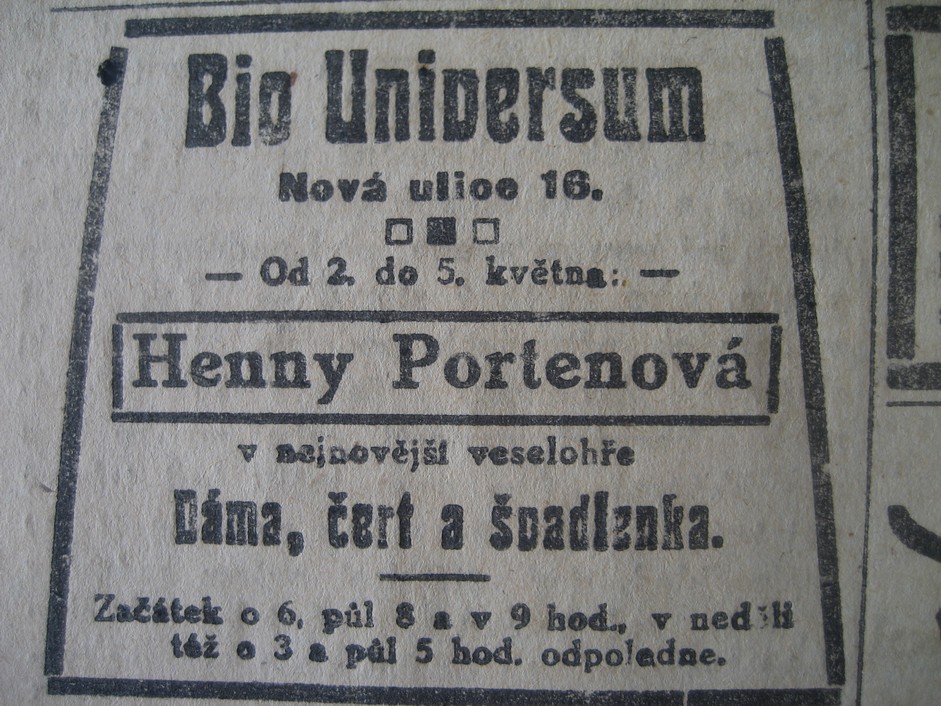 Bio Universum
Nová ulice 16.
— Od 2. do 5. května: —
Henny Portenová
v nejnovější veselohře
Dáma, čert a špadlenka.
Začátek o 6, půl 8 a v 9 hod., v neděli
též o 3 a půl 5 hod. odpoledne.